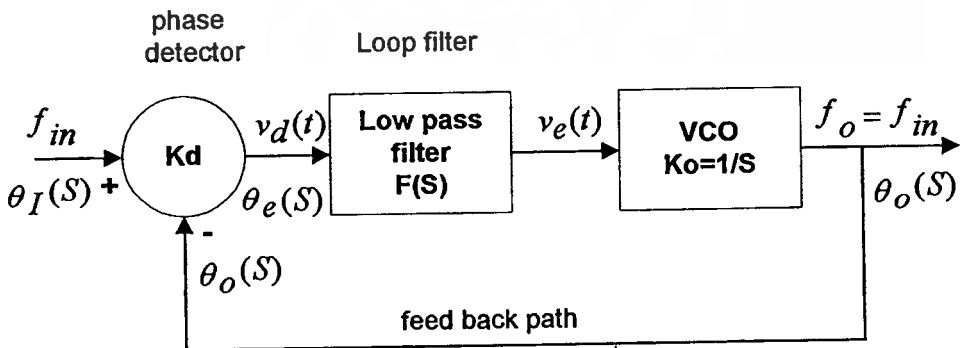 phase
detector
Loop filter
f_in
θ_I(S) +
Kd
v_d(t)
θ_e(S)
Low pass
filter
F(S)
v_e(t)
VCO
Ko=1/S
f_o = f_in
θ_o(S)
-
θ_o(S)
feed back path